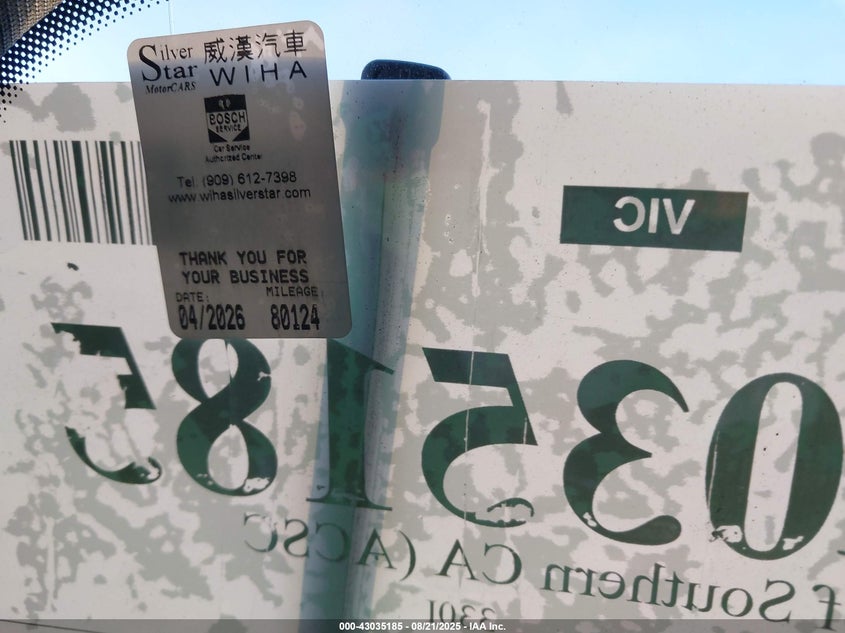 Silver Star MotorCARS
威漢汽車
WIHA
BOSCH
SERVICE
Car Service
Authorized Center
Tel. (909) 612-7398
www.wihasilverstar.com
THANK YOU FOR
YOUR BUSINESS
DATE: MILEAGE:
04/2026 80124
VIC
035185
f Southern CA (ACSC
330I
000-43035185 - 08/21/2025 - IAA Inc.